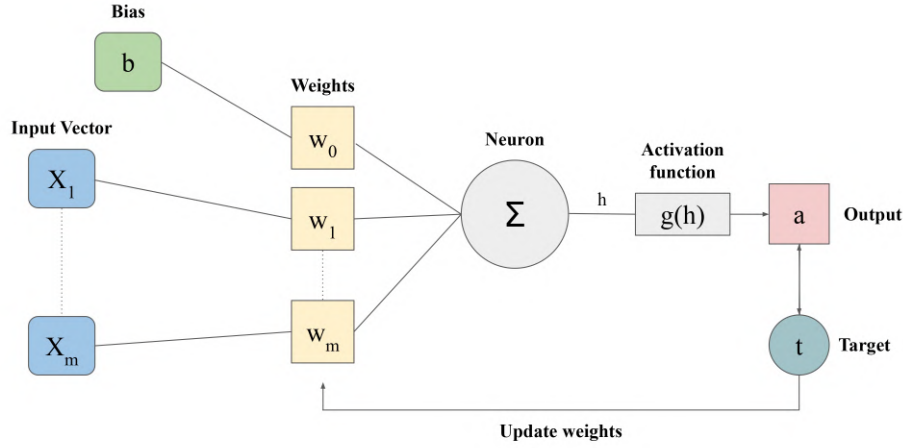 Bias
b
Weights
w₀
Input Vector
X₁
w₁
Neuron
Σ
h
Activation
function
g(h)
a
Output
Xₘ
wₘ
t
Target
Update weights